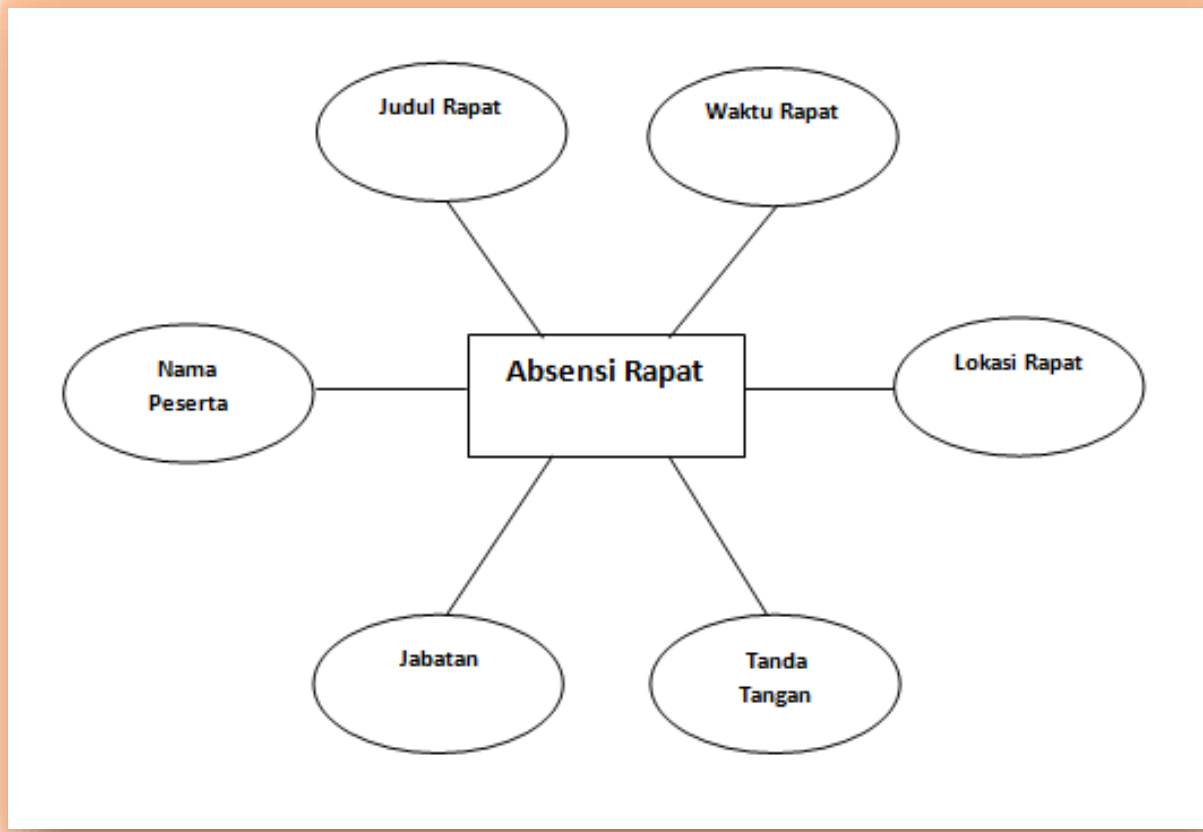 Judul Rapat
Waktu Rapat
Nama
Peserta
Absensi Rapat
Lokasi Rapat
Jabatan
Tanda
Tangan